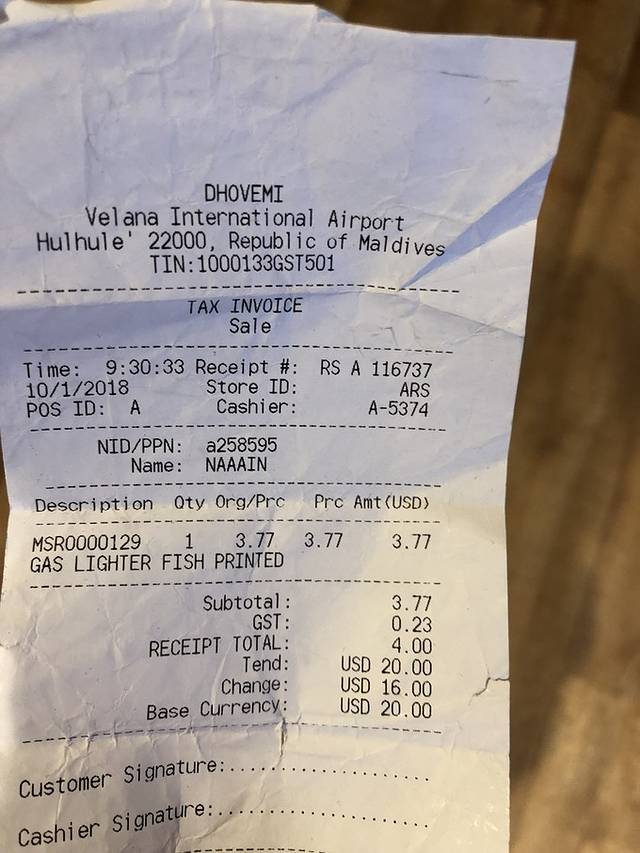 DHOVEMI
Velana International Airport
Hulhule' 22000, Republic of Maldives
TIN:1000133GST501
TAX INVOICE
Sale
Time: 9:30:33 Receipt #: RS A 116737
10/1/2018 Store ID: ARS
POS ID: A Cashier: A-5374
NID/PPN: a258595
Name: NAAAIN
Description Qty Org/Prc Prc Amt(USD)
MSR0000129 1 3.77 3.77 3.77
GAS LIGHTER FISH PRINTED
Subtotal: 3.77
GST: 0.23
RECEIPT TOTAL: 4.00
Tend: USD 20.00
Change: USD 16.00
Base Currency: USD 20.00
Customer Signature:....................
Cashier Signature:.....................